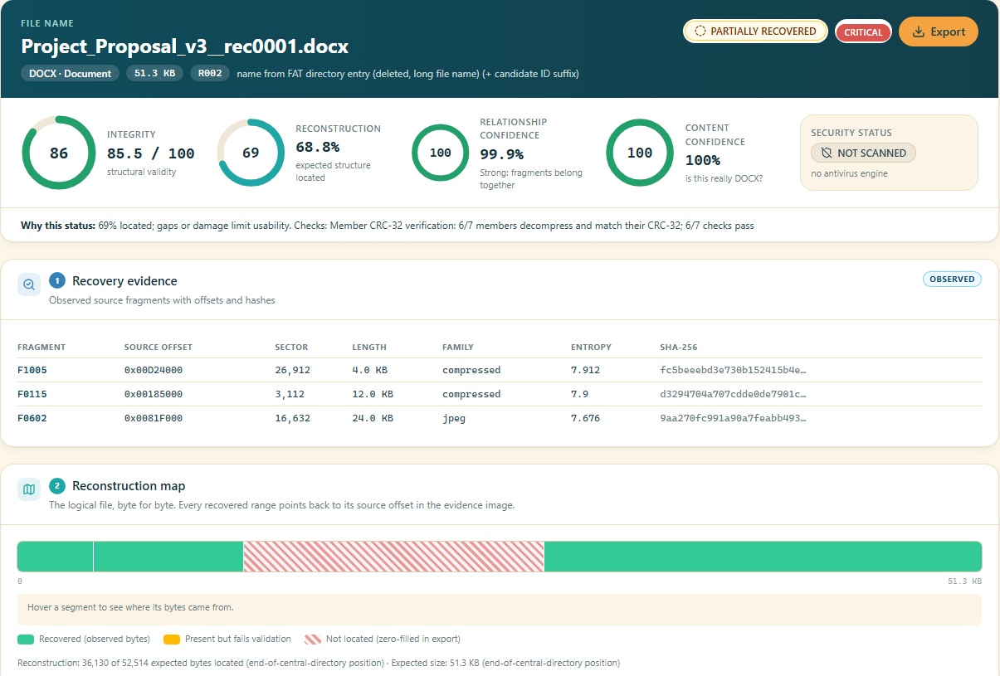 FILE NAME
Project_Proposal_v3__rec0001.docx
PARTIALLY RECOVERED
CRITICAL
Export
DOCX · Document
51.3 KB
R002
name from FAT directory entry (deleted, long file name) (+ candidate ID suffix)
86
INTEGRITY
85.5 / 100
structural validity
69
RECONSTRUCTION
68.8%
expected structure
located
100
RELATIONSHIP
CONFIDENCE
99.9%
Strong: fragments belong
together
100
CONTENT
CONFIDENCE
100%
is this really DOCX?
SECURITY STATUS
NOT SCANNED
no antivirus engine
Why this status: 69% located; gaps or damage limit usability. Checks: Member CRC-32 verification: 6/7 members decompress and match their CRC-32; 6/7 checks pass
1 Recovery evidence
OBSERVED
Observed source fragments with offsets and hashes
FRAGMENT SOURCE OFFSET SECTOR LENGTH FAMILY ENTROPY SHA-256
F1005 0x00D24000 26,912 4.0 KB compressed 7.912 fc5beeebd3e730b152415b4e…
F0115 0x00185000 3,112 12.0 KB compressed 7.9 d3294704a707cdde0de7901c…
F0602 0x0081F000 16,632 24.0 KB jpeg 7.676 9aa270fc991a90a7feabb493…
2 Reconstruction map
The logical file, byte for byte. Every recovered range points back to its source offset in the evidence image.
0
51.3 KB
Hover a segment to see where its bytes came from.
Recovered (observed bytes) Present but fails validation Not located (zero-filled in export)
Reconstruction: 36,130 of 52,514 expected bytes located (end-of-central-directory position) · Expected size: 51.3 KB (end-of-central-directory position)